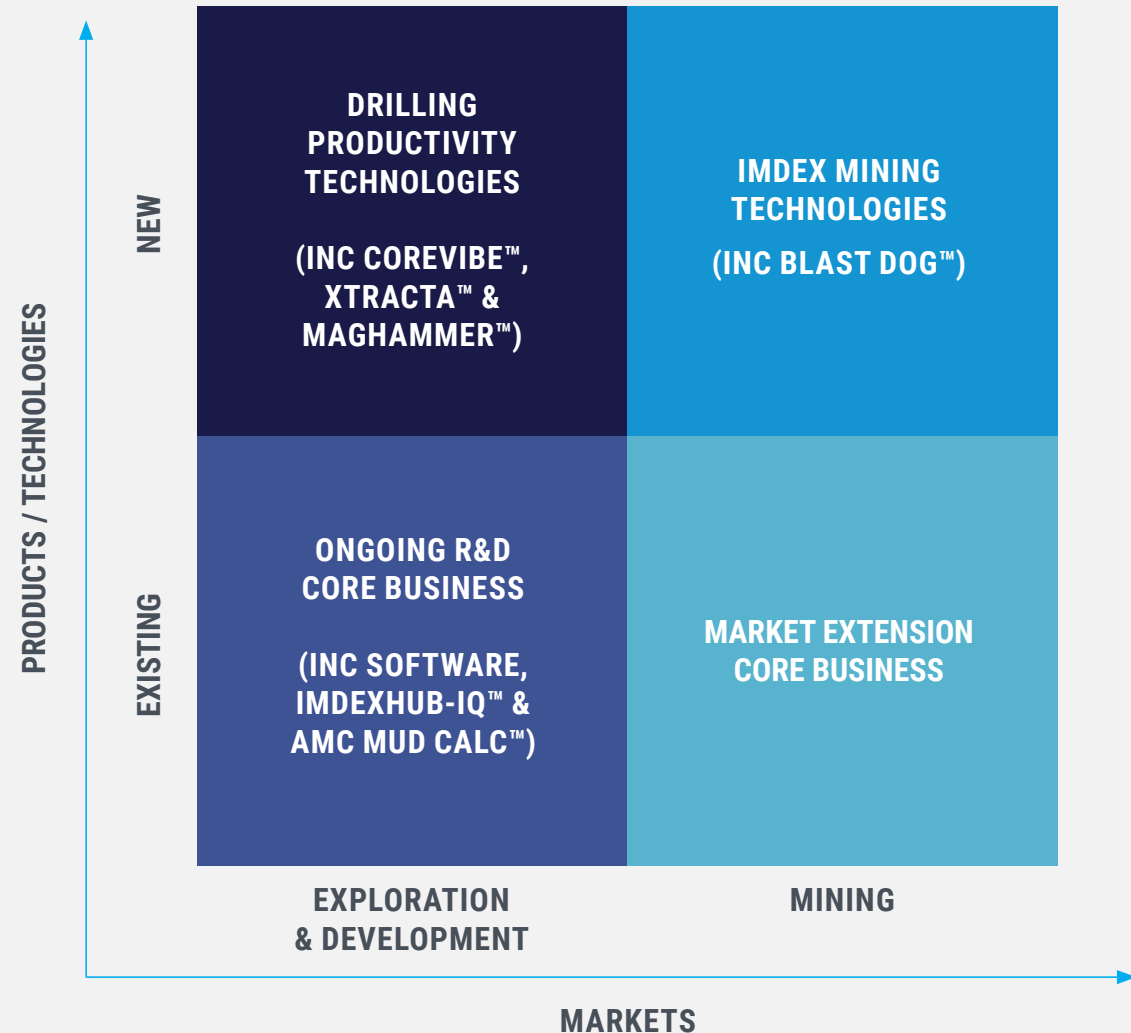 PRODUCTS / TECHNOLOGIES
NEW
DRILLING
PRODUCTIVITY
TECHNOLOGIES
(INC COREVIBE™,
XTRACTA™ &
MAGHAMMER™)
IMDEX MINING
TECHNOLOGIES
(INC BLAST DOG™)
EXISTING
ONGOING R&D
CORE BUSINESS
(INC SOFTWARE,
IMDEXHUB-IQ™ &
AMC MUD CALC™)
MARKET EXTENSION
CORE BUSINESS
EXPLORATION
& DEVELOPMENT
MINING
MARKETS